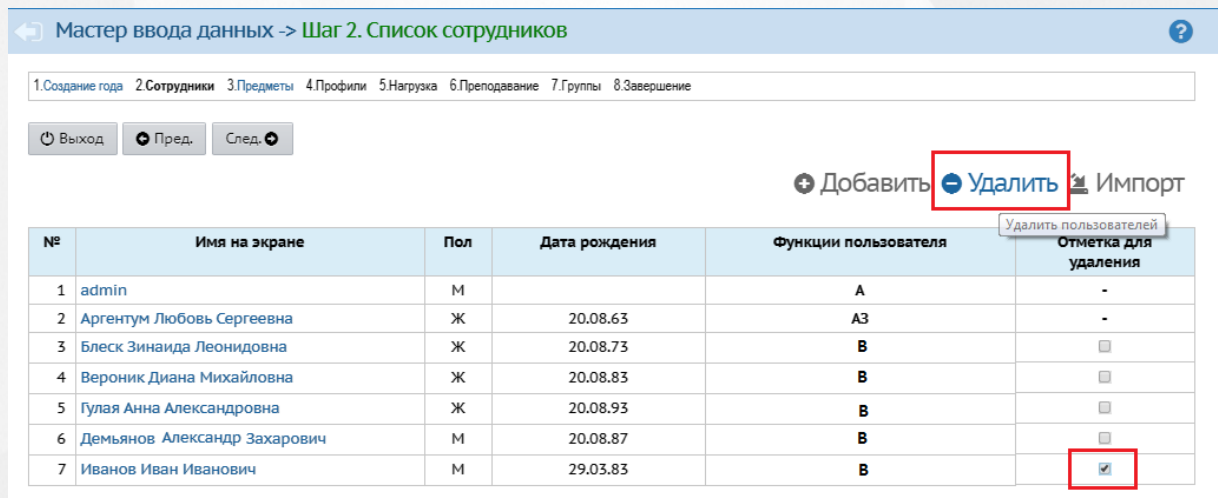 Мастер ввода данных -> Шаг 2. Список сотрудников
1.Создание года 2.Сотрудники 3.Предметы 4.Профили 5.Нагрузка 6.Преподавание 7.Группы 8.Завершение
Выход Пред. След.
Добавить Удалить Импорт
Удалить пользователей
№ Имя на экране Пол Дата рождения Функции пользователя Отметка для
удаления
1 admin М А -
2 Аргентум Любовь Сергеевна Ж 20.08.63 АЗ -
3 Блеск Зинаида Леонидовна Ж 20.08.73 В
4 Вероник Диана Михайловна Ж 20.08.83 В
5 Гулая Анна Александровна Ж 20.08.93 В
6 Демьянов Александр Захарович М 20.08.87 В
7 Иванов Иван Иванович М 29.03.83 В